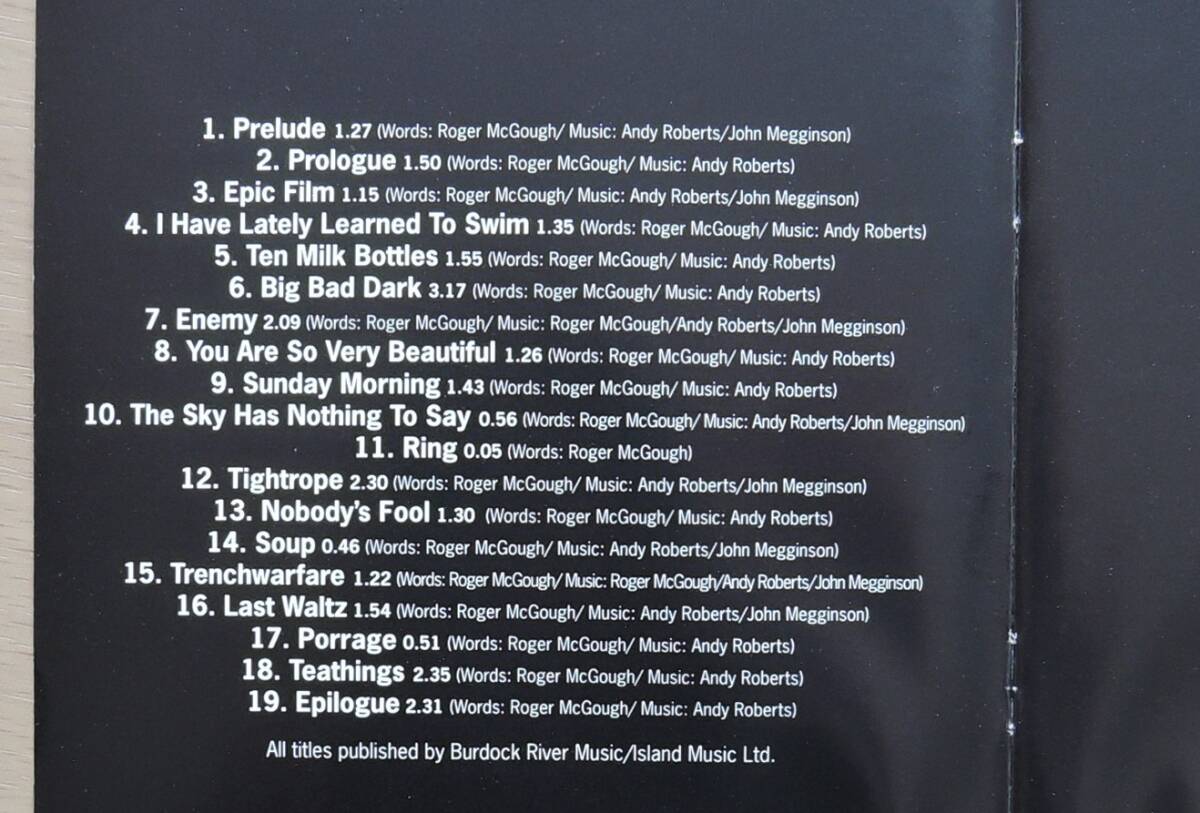 1. Prelude 1.27 (Words: Roger McGough/ Music: Andy Roberts/John Megginson)
2. Prologue 1.50 (Words: Roger McGough/ Music: Andy Roberts)
3. Epic Film 1.15 (Words: Roger McGough/ Music: Andy Roberts/John Megginson)
4. I Have Lately Learned To Swim 1.35 (Words: Roger McGough/ Music: Andy Roberts)
5. Ten Milk Bottles 1.55 (Words: Roger McGough/ Music: Andy Roberts)
6. Big Bad Dark 3.17 (Words: Roger McGough/ Music: Andy Roberts)
7. Enemy 2.09 (Words: Roger McGough/ Music: Roger McGough/Andy Roberts/John Megginson)
8. You Are So Very Beautiful 1.26 (Words: Roger McGough/ Music: Andy Roberts)
9. Sunday Morning 1.43 (Words: Roger McGough/ Music: Andy Roberts)
10. The Sky Has Nothing To Say 0.56 (Words: Roger McGough/ Music: Andy Roberts/John Megginson)
11. Ring 0.05 (Words: Roger McGough)
12. Tightrope 2.30 (Words: Roger McGough/ Music: Andy Roberts/John Megginson)
13. Nobody's Fool 1.30 (Words: Roger McGough/ Music: Andy Roberts)
14. Soup 0.46 (Words: Roger McGough/ Music: Andy Roberts/John Megginson)
15. Trenchwarfare 1.22 (Words: Roger McGough/ Music: Roger McGough/Andy Roberts/John Megginson)
16. Last Waltz 1.54 (Words: Roger McGough/ Music: Andy Roberts/John Megginson)
17. Porrage 0.51 (Words: Roger McGough/ Music: Andy Roberts)
18. Teathings 2.35 (Words: Roger McGough/ Music: Andy Roberts)
19. Epilogue 2.31 (Words: Roger McGough/ Music: Andy Roberts)
All titles published by Burdock River Music/Island Music Ltd.